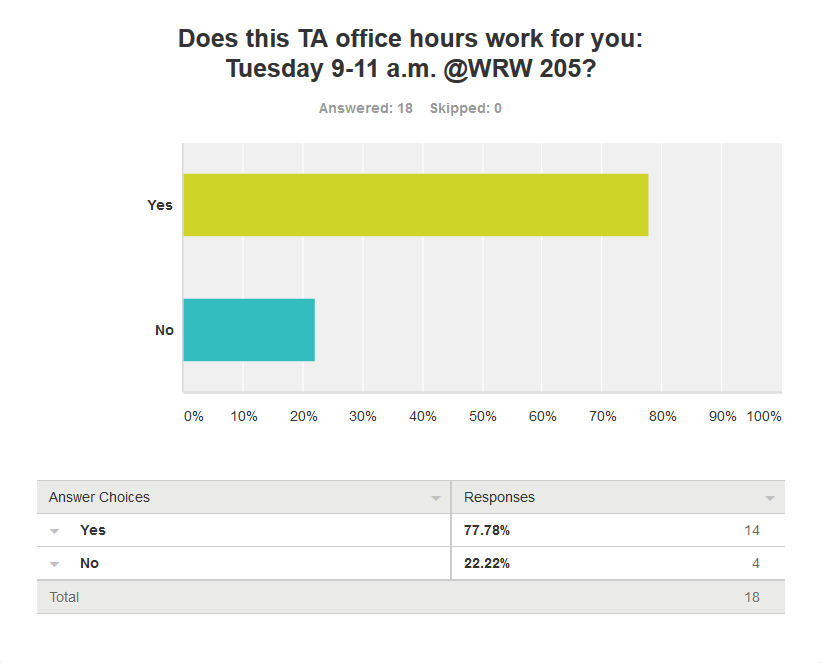 Does this TA office hours work for you:
Tuesday 9-11 a.m. @WRW 205?
Answered: 18 Skipped: 0
Yes
No
0% 10% 20% 30% 40% 50% 60% 70% 80% 90% 100%
Answer Choices Responses
Yes 77.78% 14
No 22.22% 4
Total 18